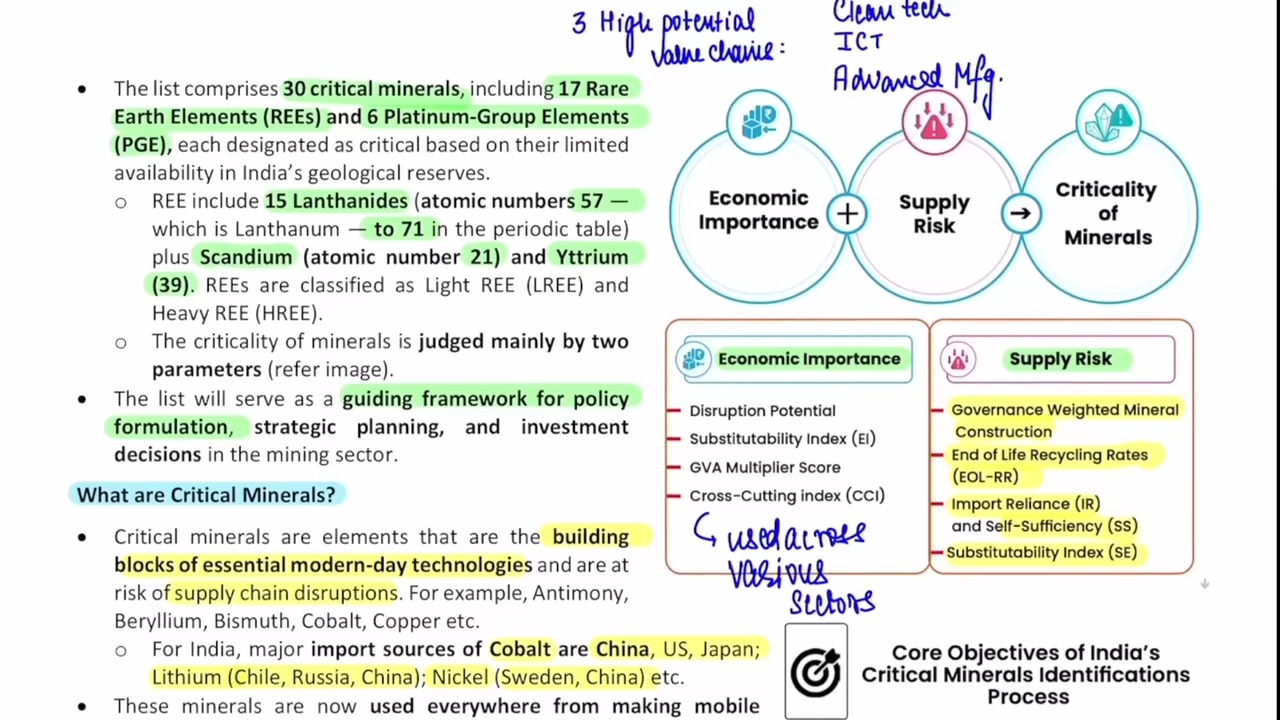 3 High potential
value chains:
Clean tech
ICT
Advanced Mfg.
• The list comprises 30 critical minerals, including 17 Rare
Earth Elements (REEs) and 6 Platinum-Group Elements
(PGE), each designated as critical based on their limited
availability in India's geological reserves.
o REE include 15 Lanthanides (atomic numbers 57 —
which is Lanthanum — to 71 in the periodic table)
plus Scandium (atomic number 21) and Yttrium
(39). REEs are classified as Light REE (LREE) and
Heavy REE (HREE).
o The criticality of minerals is judged mainly by two
parameters (refer image).
• The list will serve as a guiding framework for policy
formulation, strategic planning, and investment
decisions in the mining sector.
What are Critical Minerals?
• Critical minerals are elements that are the building
blocks of essential modern-day technologies and are at
risk of supply chain disruptions. For example, Antimony,
Beryllium, Bismuth, Cobalt, Copper etc.
o For India, major import sources of Cobalt are China, US, Japan;
Lithium (Chile, Russia, China); Nickel (Sweden, China) etc.
• These minerals are now used everywhere from making mobile
Economic
Importance
+
Supply
Risk
→
Criticality
of
Minerals
Economic Importance
Disruption Potential
Substitutability Index (EI)
GVA Multiplier Score
Cross-Cutting index (CCI)
used across
various
sectors
Supply Risk
Governance Weighted Mineral
Construction
End of Life Recycling Rates
(EOL-RR)
Import Reliance (IR)
and Self-Sufficiency (SS)
Substitutability Index (SE)
Core Objectives of India's
Critical Minerals Identifications
Process